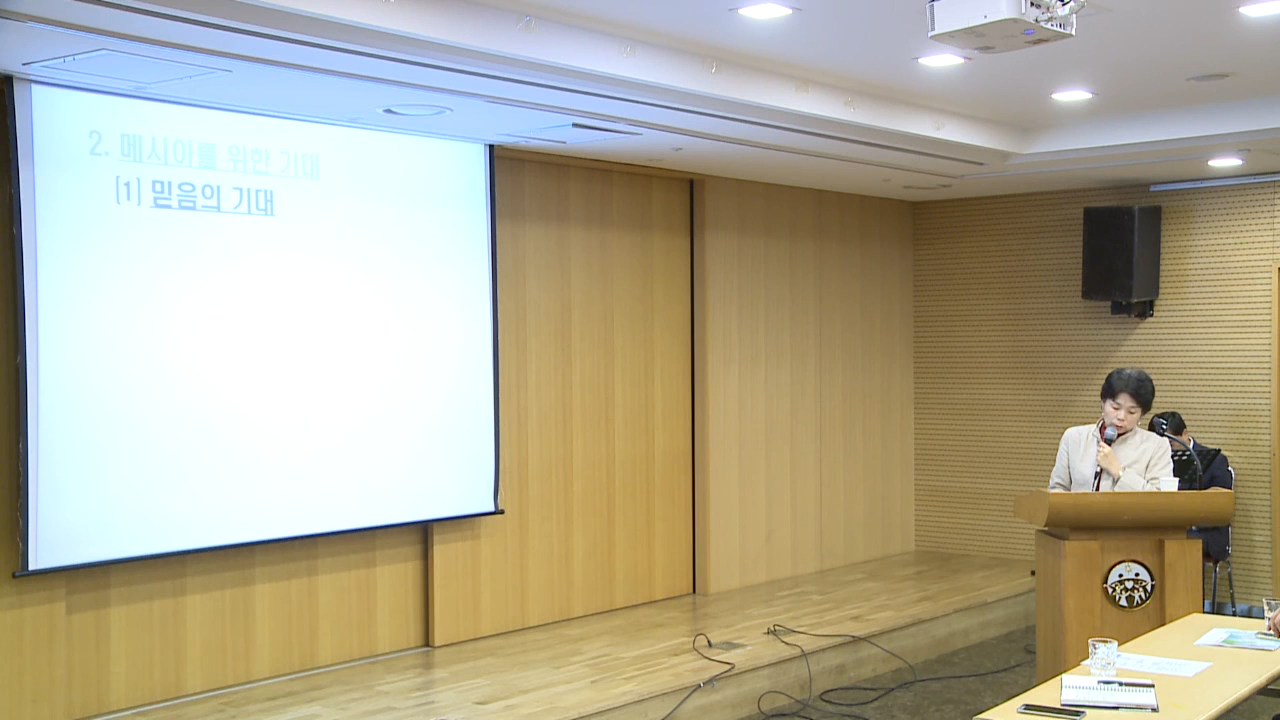 2. 메시아를 위한 기대
(1) 믿음의 기대